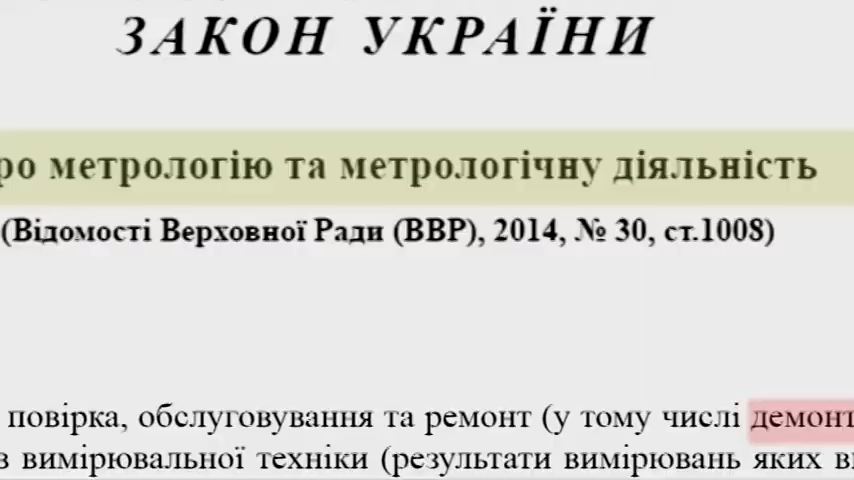 ЗАКОН УКРАЇНИ
ро метрологію та метрологічну діяльність
(Відомості Верховної Ради (ВВР), 2014, № 30, ст.1008)
повірка, обслуговування та ремонт (у тому числі демонт
в вимірювальної техніки (результати вимірювань яких в